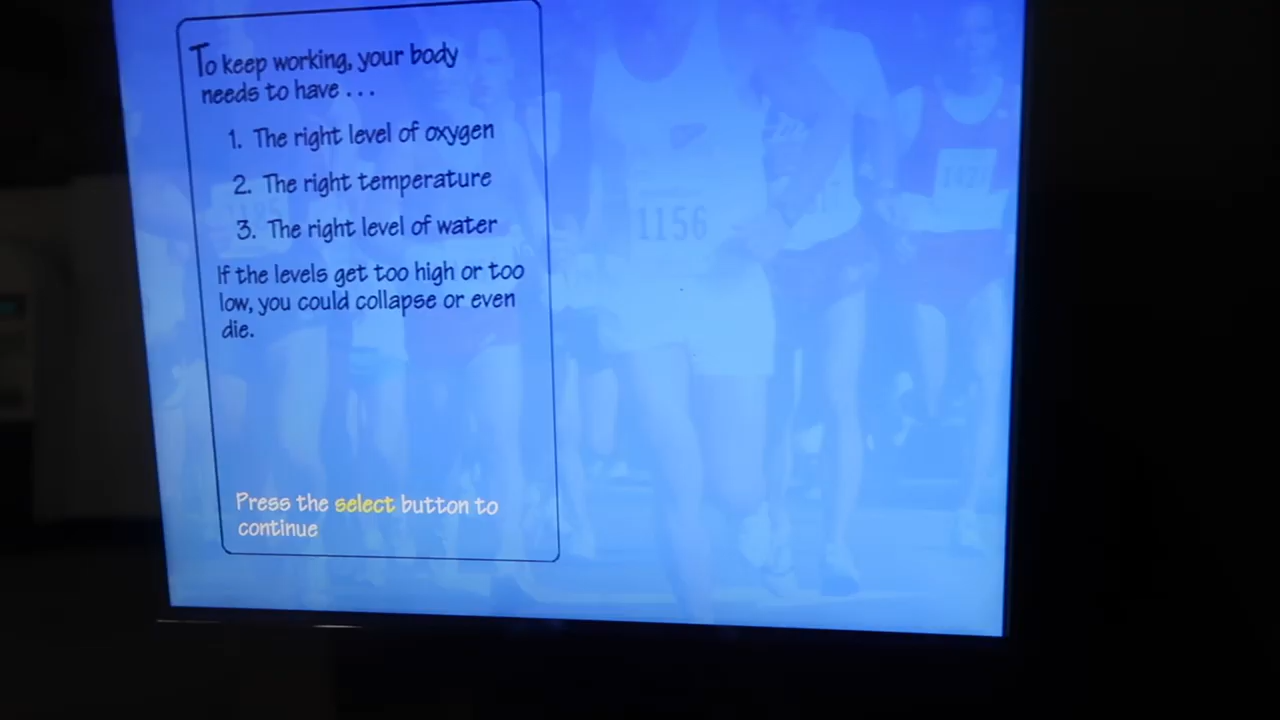 To keep working, your body
needs to have ...
1. The right level of oxygen
2. The right temperature
3. The right level of water
If the levels get too high or too
low, you could collapse or even
die.
Press the select button to
continue
1156